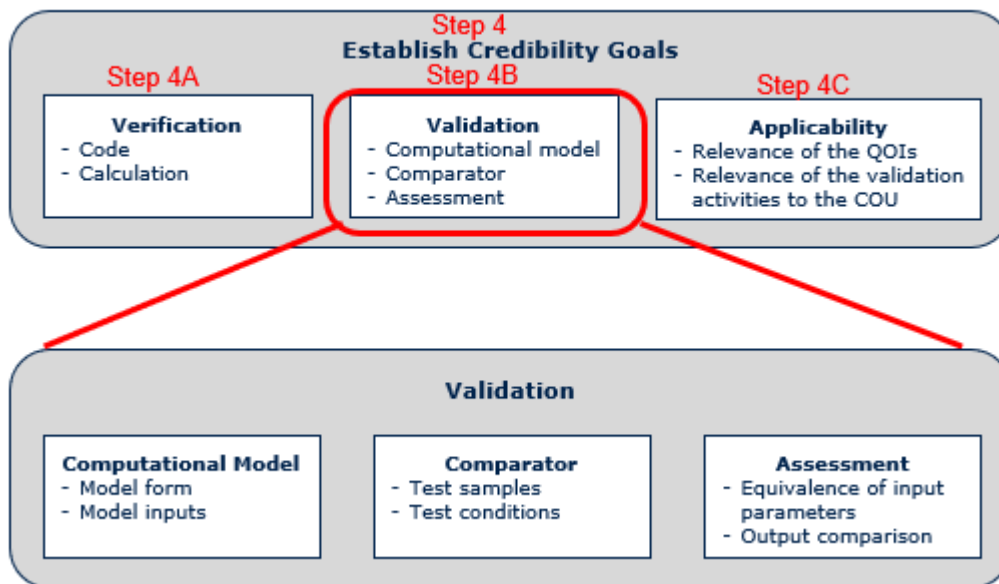 Step 4
Establish Credibility Goals
Step 4A
Verification
- Code
- Calculation
Step 4B
Validation
- Computational model
- Comparator
- Assessment
Step 4C
Applicability
- Relevance of the QOIs
- Relevance of the validation
activities to the COU
Validation
Computational Model
- Model form
- Model inputs
Comparator
- Test samples
- Test conditions
Assessment
- Equivalence of input
parameters
- Output comparison